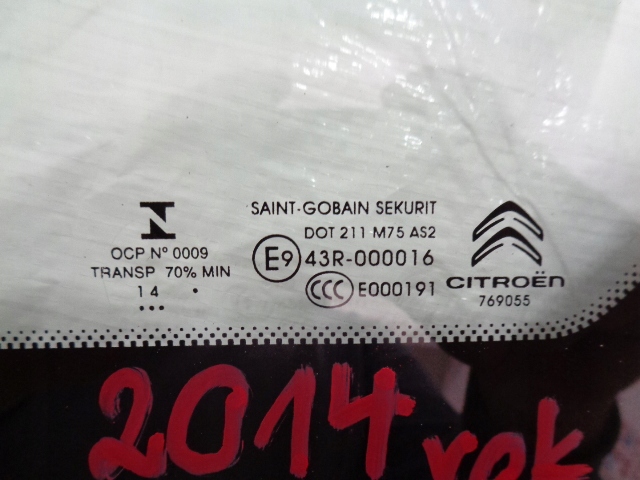 SAINT-GOBAIN SEKURIT
DOT 211 M75 AS2
E9 43R-000016
CCC E000191
OCP Nº 0009
TRANSP 70% MIN
14 .
...
CITROËN
769055
2014 rok